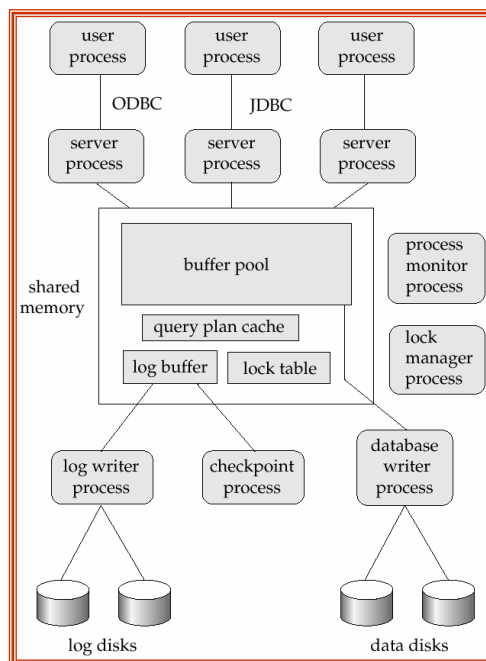 user
process
user
process
user
process
ODBC
JDBC
server
process
server
process
server
process
shared
memory
buffer pool
query plan cache
log buffer
lock table
process
monitor
process
lock
manager
process
log writer
process
checkpoint
process
database
writer
process
log disks
data disks